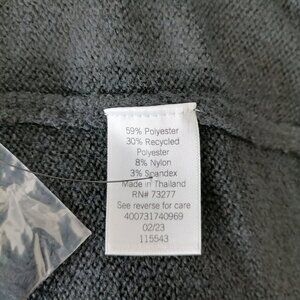 59% Polyester
30% Recycled
Polyester
8% Nylon
3% Spandex
Made in Thailand
RN# 73277
See reverse for care
400731740969
02/23
115543